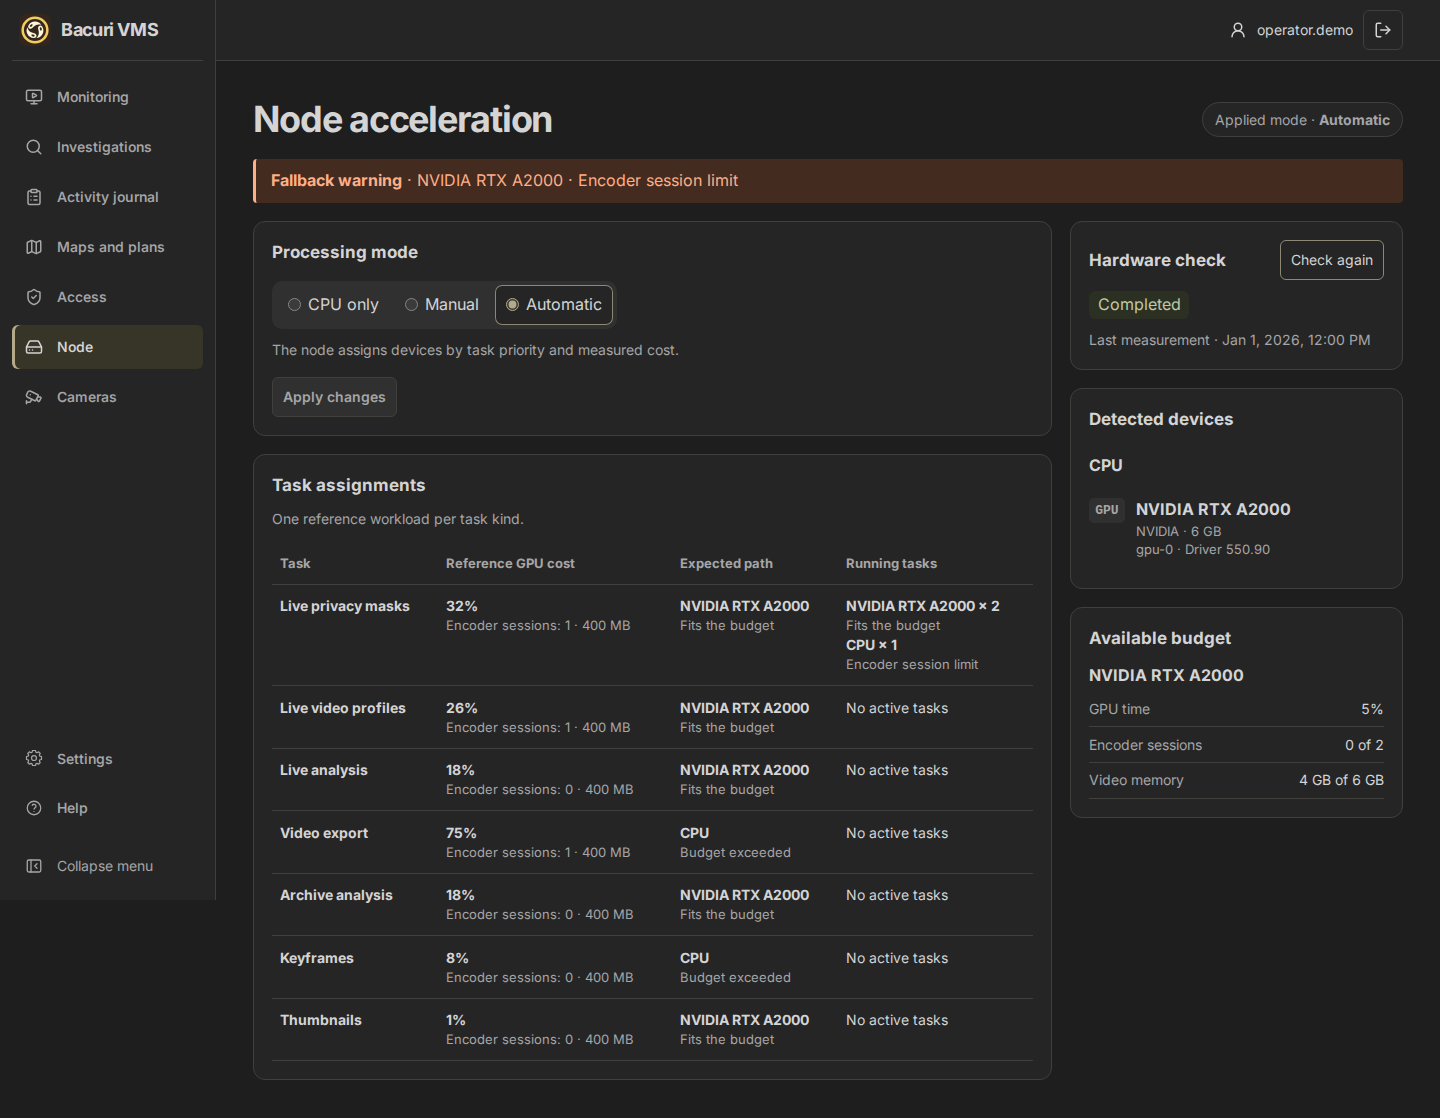 Bacuri VMS
operator.demo
Monitoring
Investigations
Activity journal
Maps and plans
Access
Node
Cameras
Settings
Help
Collapse menu
Node acceleration
Applied mode · Automatic
Fallback warning · NVIDIA RTX A2000 · Encoder session limit
Processing mode
CPU only Manual Automatic
The node assigns devices by task priority and measured cost.
Apply changes
Task assignments
One reference workload per task kind.
Task Reference GPU cost Expected path Running tasks
Live privacy masks 32% NVIDIA RTX A2000 NVIDIA RTX A2000 × 2
Encoder sessions: 1 · 400 MB Fits the budget Fits the budget
CPU × 1
Encoder session limit
Live video profiles 26% NVIDIA RTX A2000 No active tasks
Encoder sessions: 1 · 400 MB Fits the budget
Live analysis 18% NVIDIA RTX A2000 No active tasks
Encoder sessions: 0 · 400 MB Fits the budget
Video export 75% CPU No active tasks
Encoder sessions: 1 · 400 MB Budget exceeded
Archive analysis 18% NVIDIA RTX A2000 No active tasks
Encoder sessions: 0 · 400 MB Fits the budget
Keyframes 8% CPU No active tasks
Encoder sessions: 0 · 400 MB Budget exceeded
Thumbnails 1% NVIDIA RTX A2000 No active tasks
Encoder sessions: 0 · 400 MB Fits the budget
Hardware check Check again
Completed
Last measurement · Jan 1, 2026, 12:00 PM
Detected devices
CPU
GPU NVIDIA RTX A2000
NVIDIA · 6 GB
gpu-0 · Driver 550.90
Available budget
NVIDIA RTX A2000
GPU time 5%
Encoder sessions 0 of 2
Video memory 4 GB of 6 GB